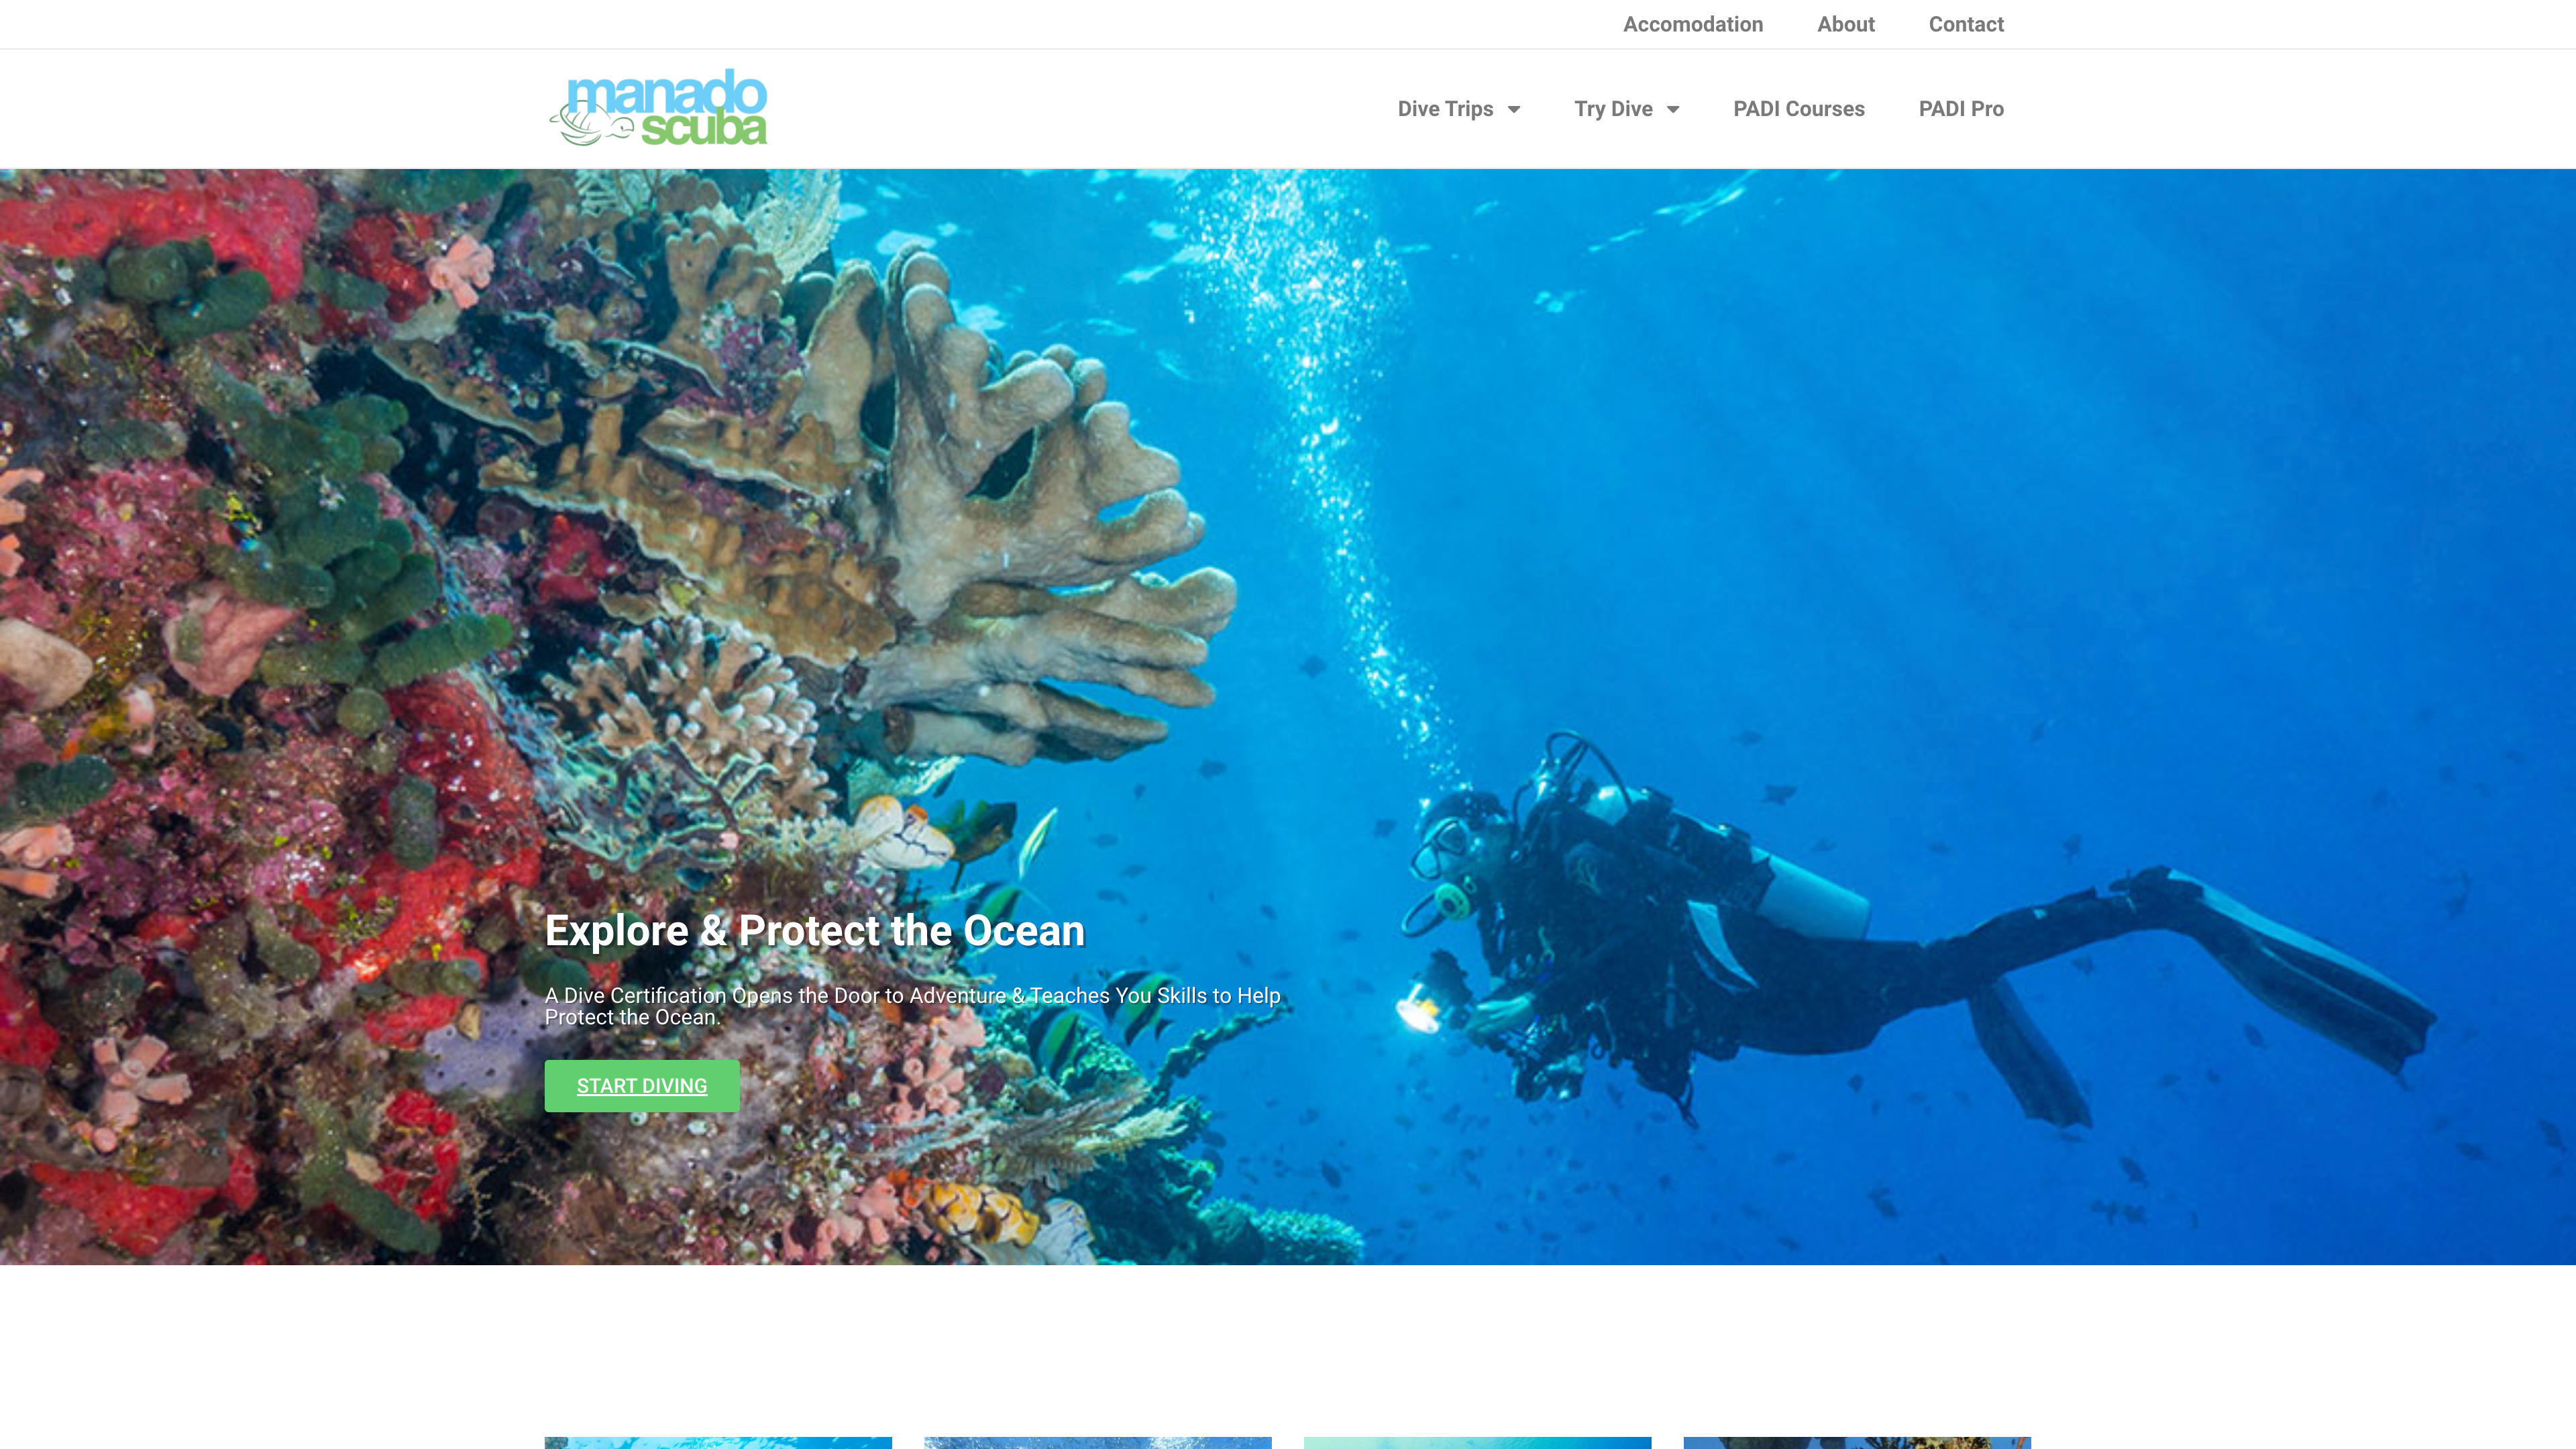 Accomodation About Contact
manado
scuba
Dive Trips Try Dive PADI Courses PADI Pro
Explore & Protect the Ocean
A Dive Certification Opens the Door to Adventure & Teaches You Skills to Help
Protect the Ocean.
START DIVING